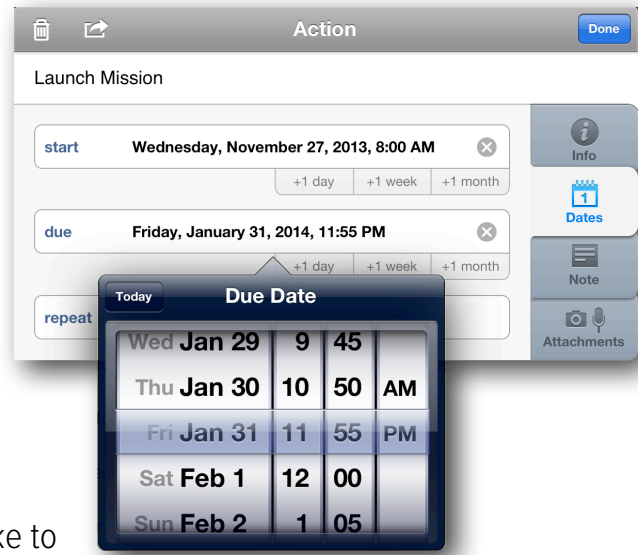 Action
Done
Launch Mission
start Wednesday, November 27, 2013, 8:00 AM
+1 day +1 week +1 month
due Friday, January 31, 2014, 11:55 PM
+1 day +1 week +1 month
repeat
Info
1
Dates
Note
Attachments
Today Due Date
Wed Jan 29 9 45
Thu Jan 30 10 50 AM
Fri Jan 31 11 55 PM
Sat Feb 1 12 00
Sun Feb 2 1 05
to